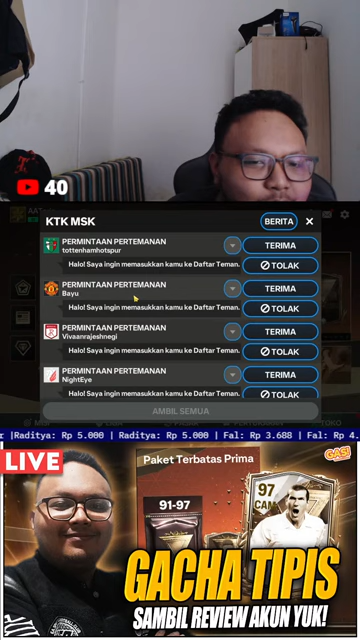 40
KTK MSK
BERITA
×
PERMINTAAN PERTEMANAN
tottenhamhotspur
TERIMA
Halo! Saya ingin memasukkan kamu ke Daftar Teman.
TOLAK
PERMINTAAN PERTEMANAN
Bayu
TERIMA
Halo! Saya ingin memasukkan kamu ke Daftar Teman.
TOLAK
PERMINTAAN PERTEMANAN
Vivaanrajeshnegi
TERIMA
Halo! Saya ingin memasukkan kamu ke Daftar Teman.
TOLAK
PERMINTAAN PERTEMANAN
NightEye
TERIMA
Halo! Saya ingin memasukkan kamu ke Daftar Teman.
TOLAK
AMBIL SEMUA
|Raditya: Rp 5.000 | Raditya: Rp 5.000 | Fal: Rp 3.688 | Fal: Rp 4.
LIVE
Paket Terbatas Prima
GAS!
91-97
97
CAM
GACHA TIPIS
SAMBIL REVIEW AKUN YUK!